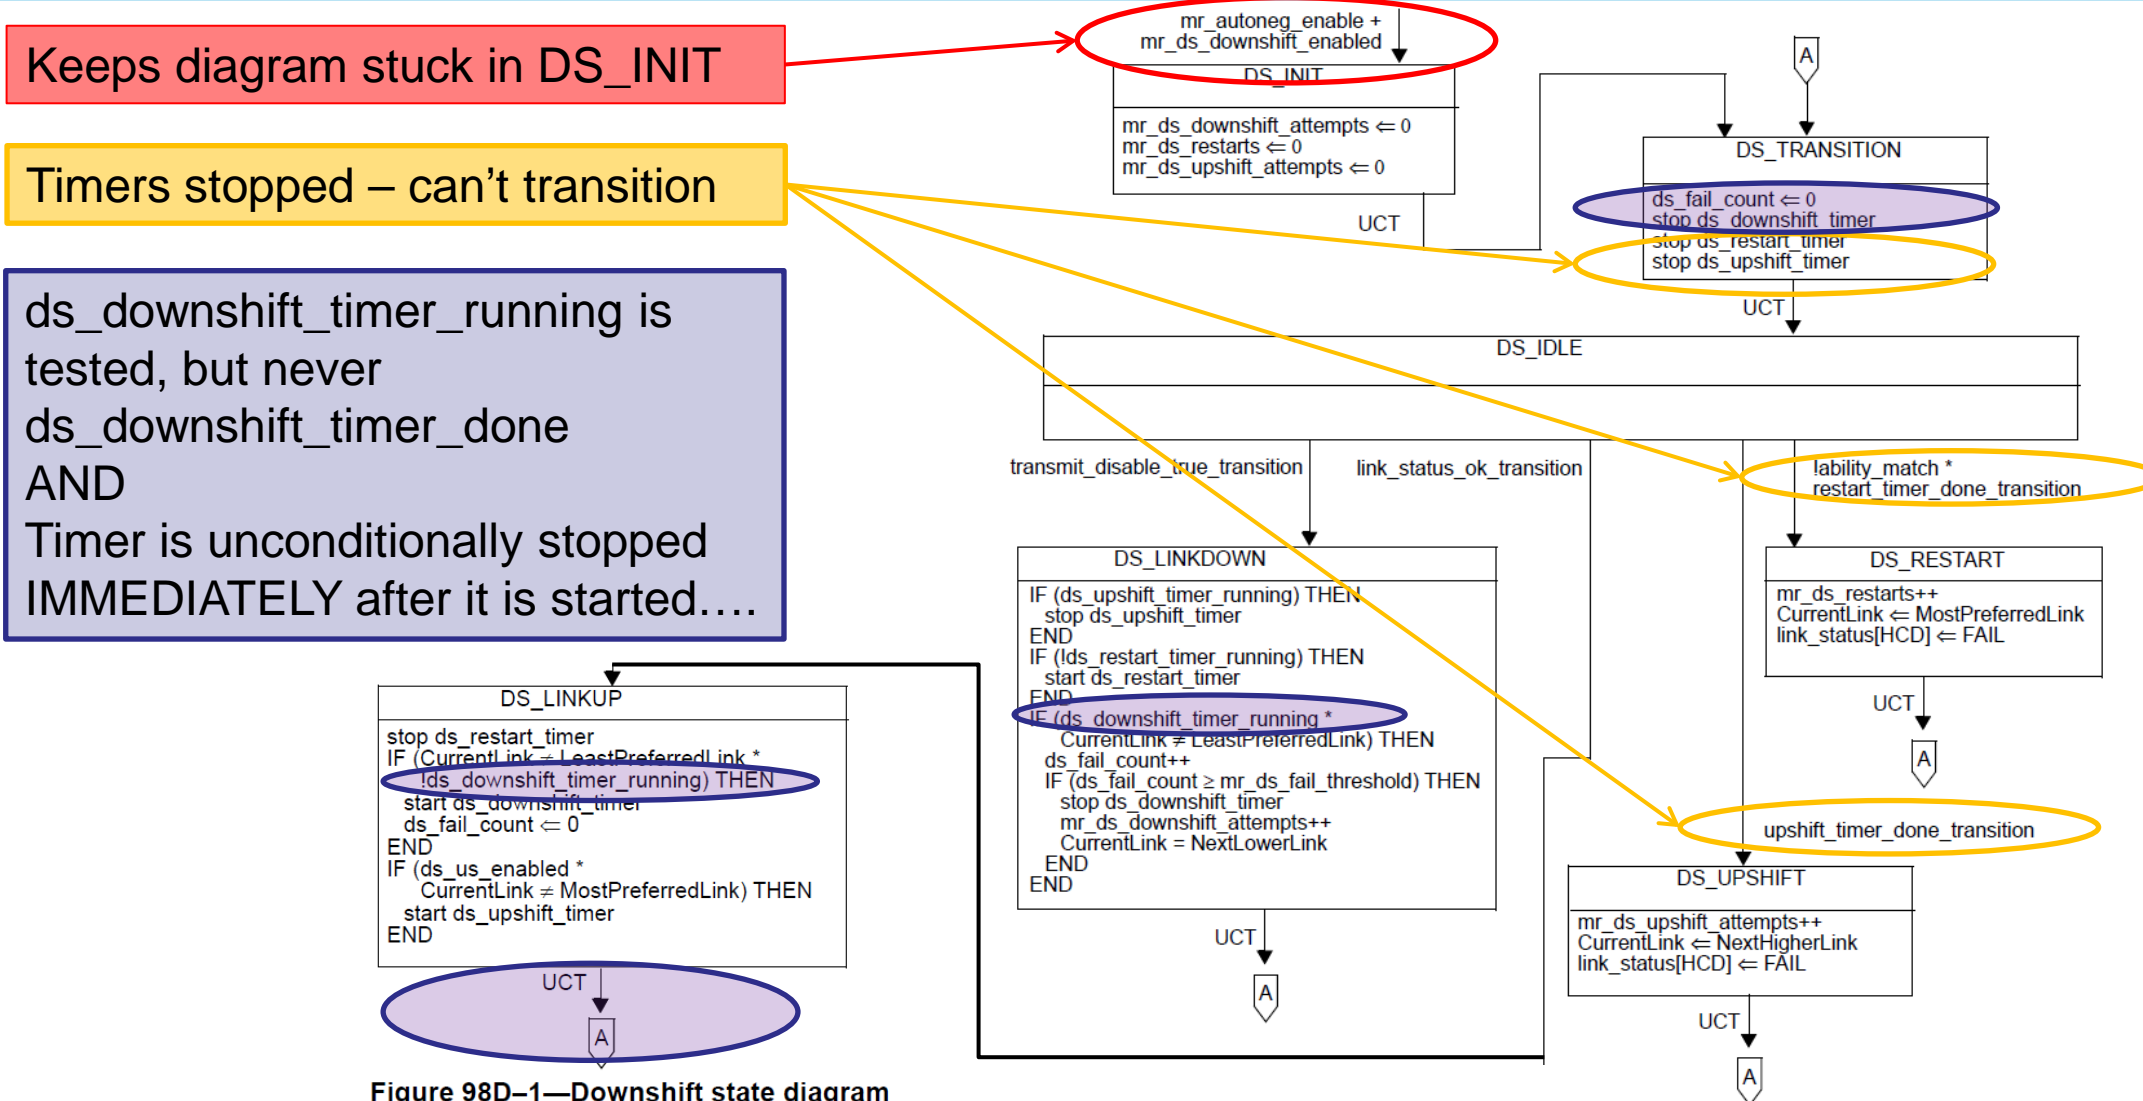 Keeps diagram stuck in DS_INIT
Timers stopped – can’t transition
ds_downshift_timer_running is
tested, but never
ds_downshift_timer_done
AND
Timer is unconditionally stopped
IMMEDIATELY after it is started….
mr_autoneg_enable +
mr_ds_downshift_enabled
DS_INIT
mr_ds_downshift_attempts ⇐ 0
mr_ds_restarts ⇐ 0
mr_ds_upshift_attempts ⇐ 0
UCT
A
DS_TRANSITION
ds_fail_count ⇐ 0
stop ds_downshift_timer
stop ds_restart_timer
stop ds_upshift_timer
UCT
DS_IDLE
transmit_disable_true_transition
link_status_ok_transition
!ability_match *
restart_timer_done_transition
DS_LINKDOWN
IF (ds_upshift_timer_running) THEN
stop ds_upshift_timer
END
IF (!ds_restart_timer_running) THEN
start ds_restart_timer
END
IF (ds_downshift_timer_running *
CurrentLink ≠ LeastPreferredLink) THEN
ds_fail_count++
IF (ds_fail_count ≥ mr_ds_fail_threshold) THEN
stop ds_downshift_timer
mr_ds_downshift_attempts++
CurrentLink = NextLowerLink
END
END
UCT
A
DS_RESTART
mr_ds_restarts++
CurrentLink ⇐ MostPreferredLink
link_status[HCD] ⇐ FAIL
UCT
A
upshift_timer_done_transition
DS_UPSHIFT
mr_ds_upshift_attempts++
CurrentLink ⇐ NextHigherLink
link_status[HCD] ⇐ FAIL
UCT
A
DS_LINKUP
stop ds_restart_timer
IF (CurrentLink ≠ LeastPreferredLink *
!ds_downshift_timer_running) THEN
start ds_downshift_timer
ds_fail_count ⇐ 0
END
IF (ds_us_enabled *
CurrentLink ≠ MostPreferredLink) THEN
start ds_upshift_timer
END
UCT
A
Figure 98D–1—Downshift state diagram